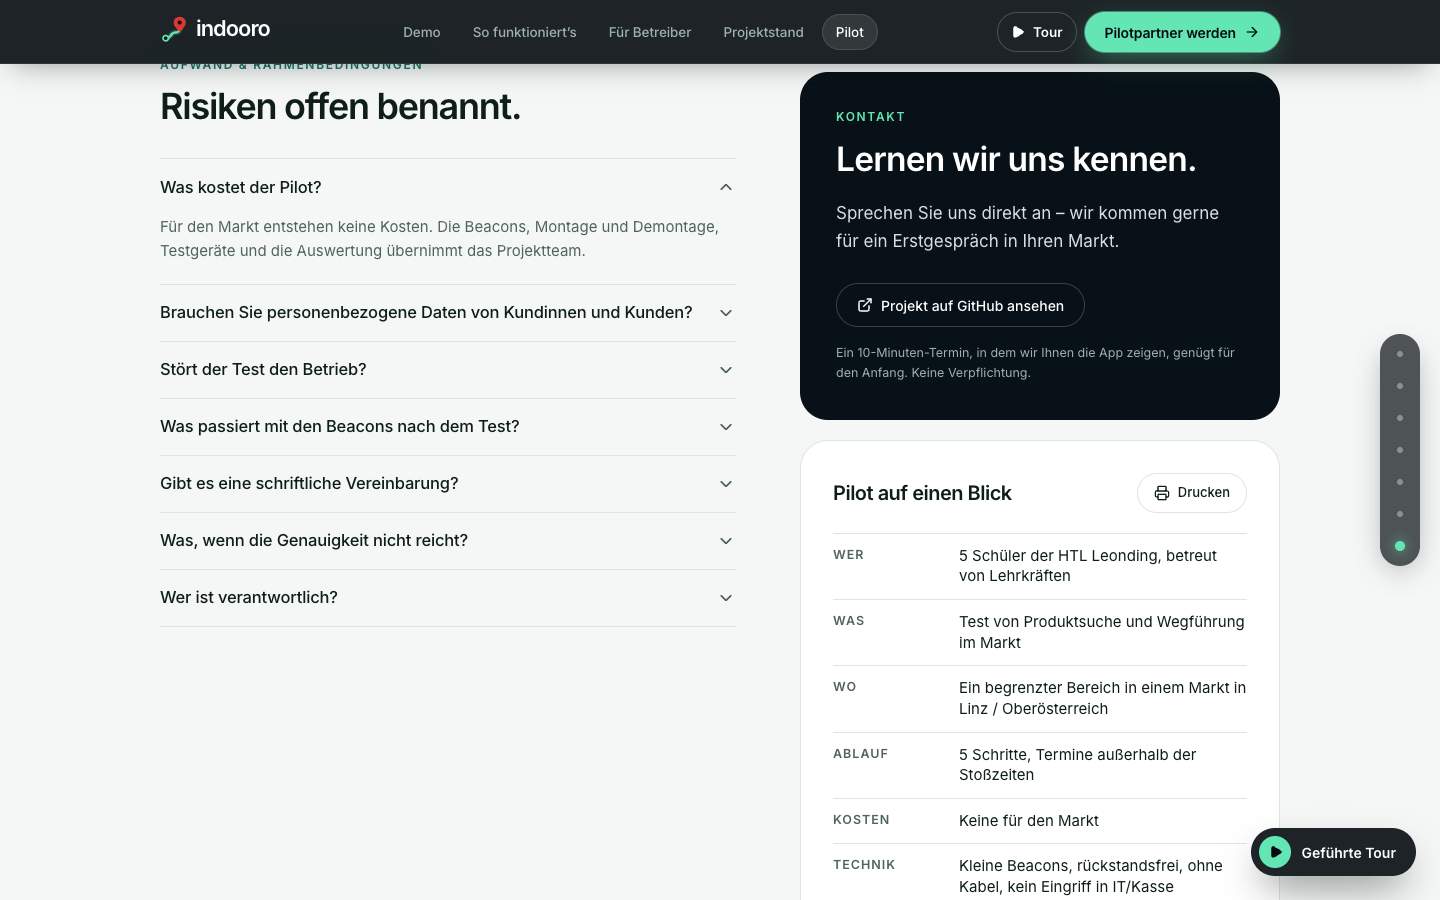 indooro
Demo
So funktioniert's
Für Betreiber
Projektstand
Pilot
Tour
Pilotpartner werden
AUFWAND & RAHMENBEDINGUNGEN
Risiken offen benannt.
Was kostet der Pilot?
Für den Markt entstehen keine Kosten. Die Beacons, Montage und Demontage,
Testgeräte und die Auswertung übernimmt das Projektteam.
Brauchen Sie personenbezogene Daten von Kundinnen und Kunden?
Stört der Test den Betrieb?
Was passiert mit den Beacons nach dem Test?
Gibt es eine schriftliche Vereinbarung?
Was, wenn die Genauigkeit nicht reicht?
Wer ist verantwortlich?
KONTAKT
Lernen wir uns kennen.
Sprechen Sie uns direkt an – wir kommen gerne
für ein Erstgespräch in Ihren Markt.
Projekt auf GitHub ansehen
Ein 10-Minuten-Termin, in dem wir Ihnen die App zeigen, genügt für
den Anfang. Keine Verpflichtung.
Pilot auf einen Blick
Drucken
WER
5 Schüler der HTL Leonding, betreut
von Lehrkräften
WAS
Test von Produktsuche und Wegführung
im Markt
WO
Ein begrenzter Bereich in einem Markt in
Linz / Oberösterreich
ABLAUF
5 Schritte, Termine außerhalb der
Stoßzeiten
KOSTEN
Keine für den Markt
TECHNIK
Kleine Beacons, rückstandsfrei, ohne
Kabel, kein Eingriff in IT/Kasse
Geführte Tour